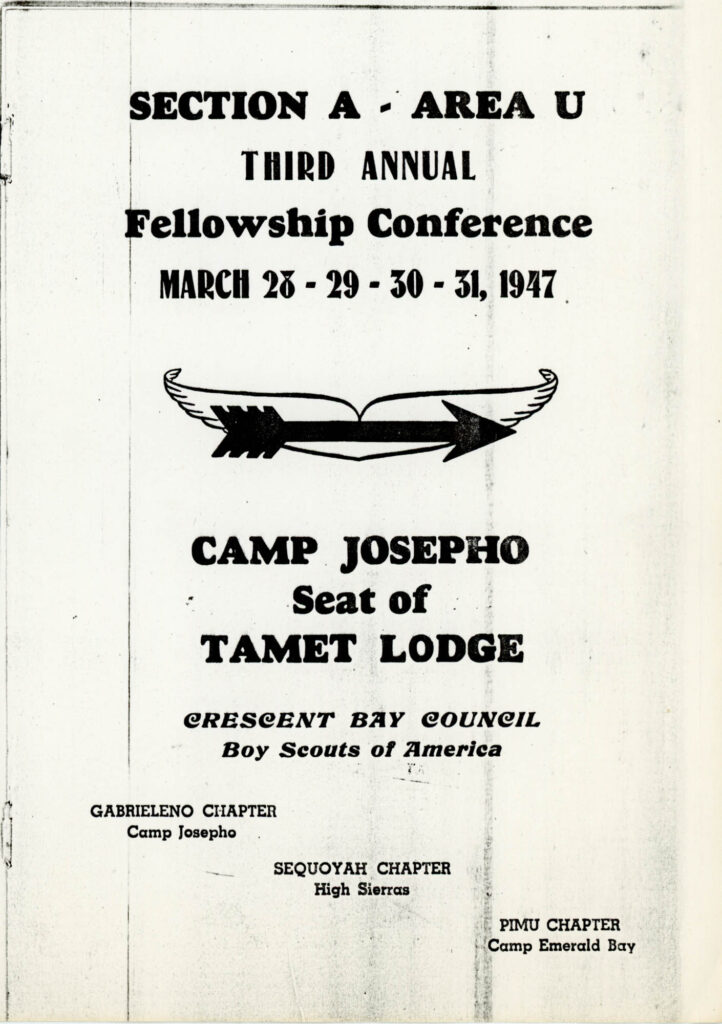 SECTION A - AREA U
THIRD ANNUAL
Fellowship Conference
MARCH 28 - 29 - 30 - 31, 1947
CAMP JOSEPHO
Seat of
TAMET LODGE
CRESCENT BAY COUNCIL
Boy Scouts of America
GABRIELENO CHAPTER
Camp Josepho
SEQUOYAH CHAPTER
High Sierras
PIMU CHAPTER
Camp Emerald Bay